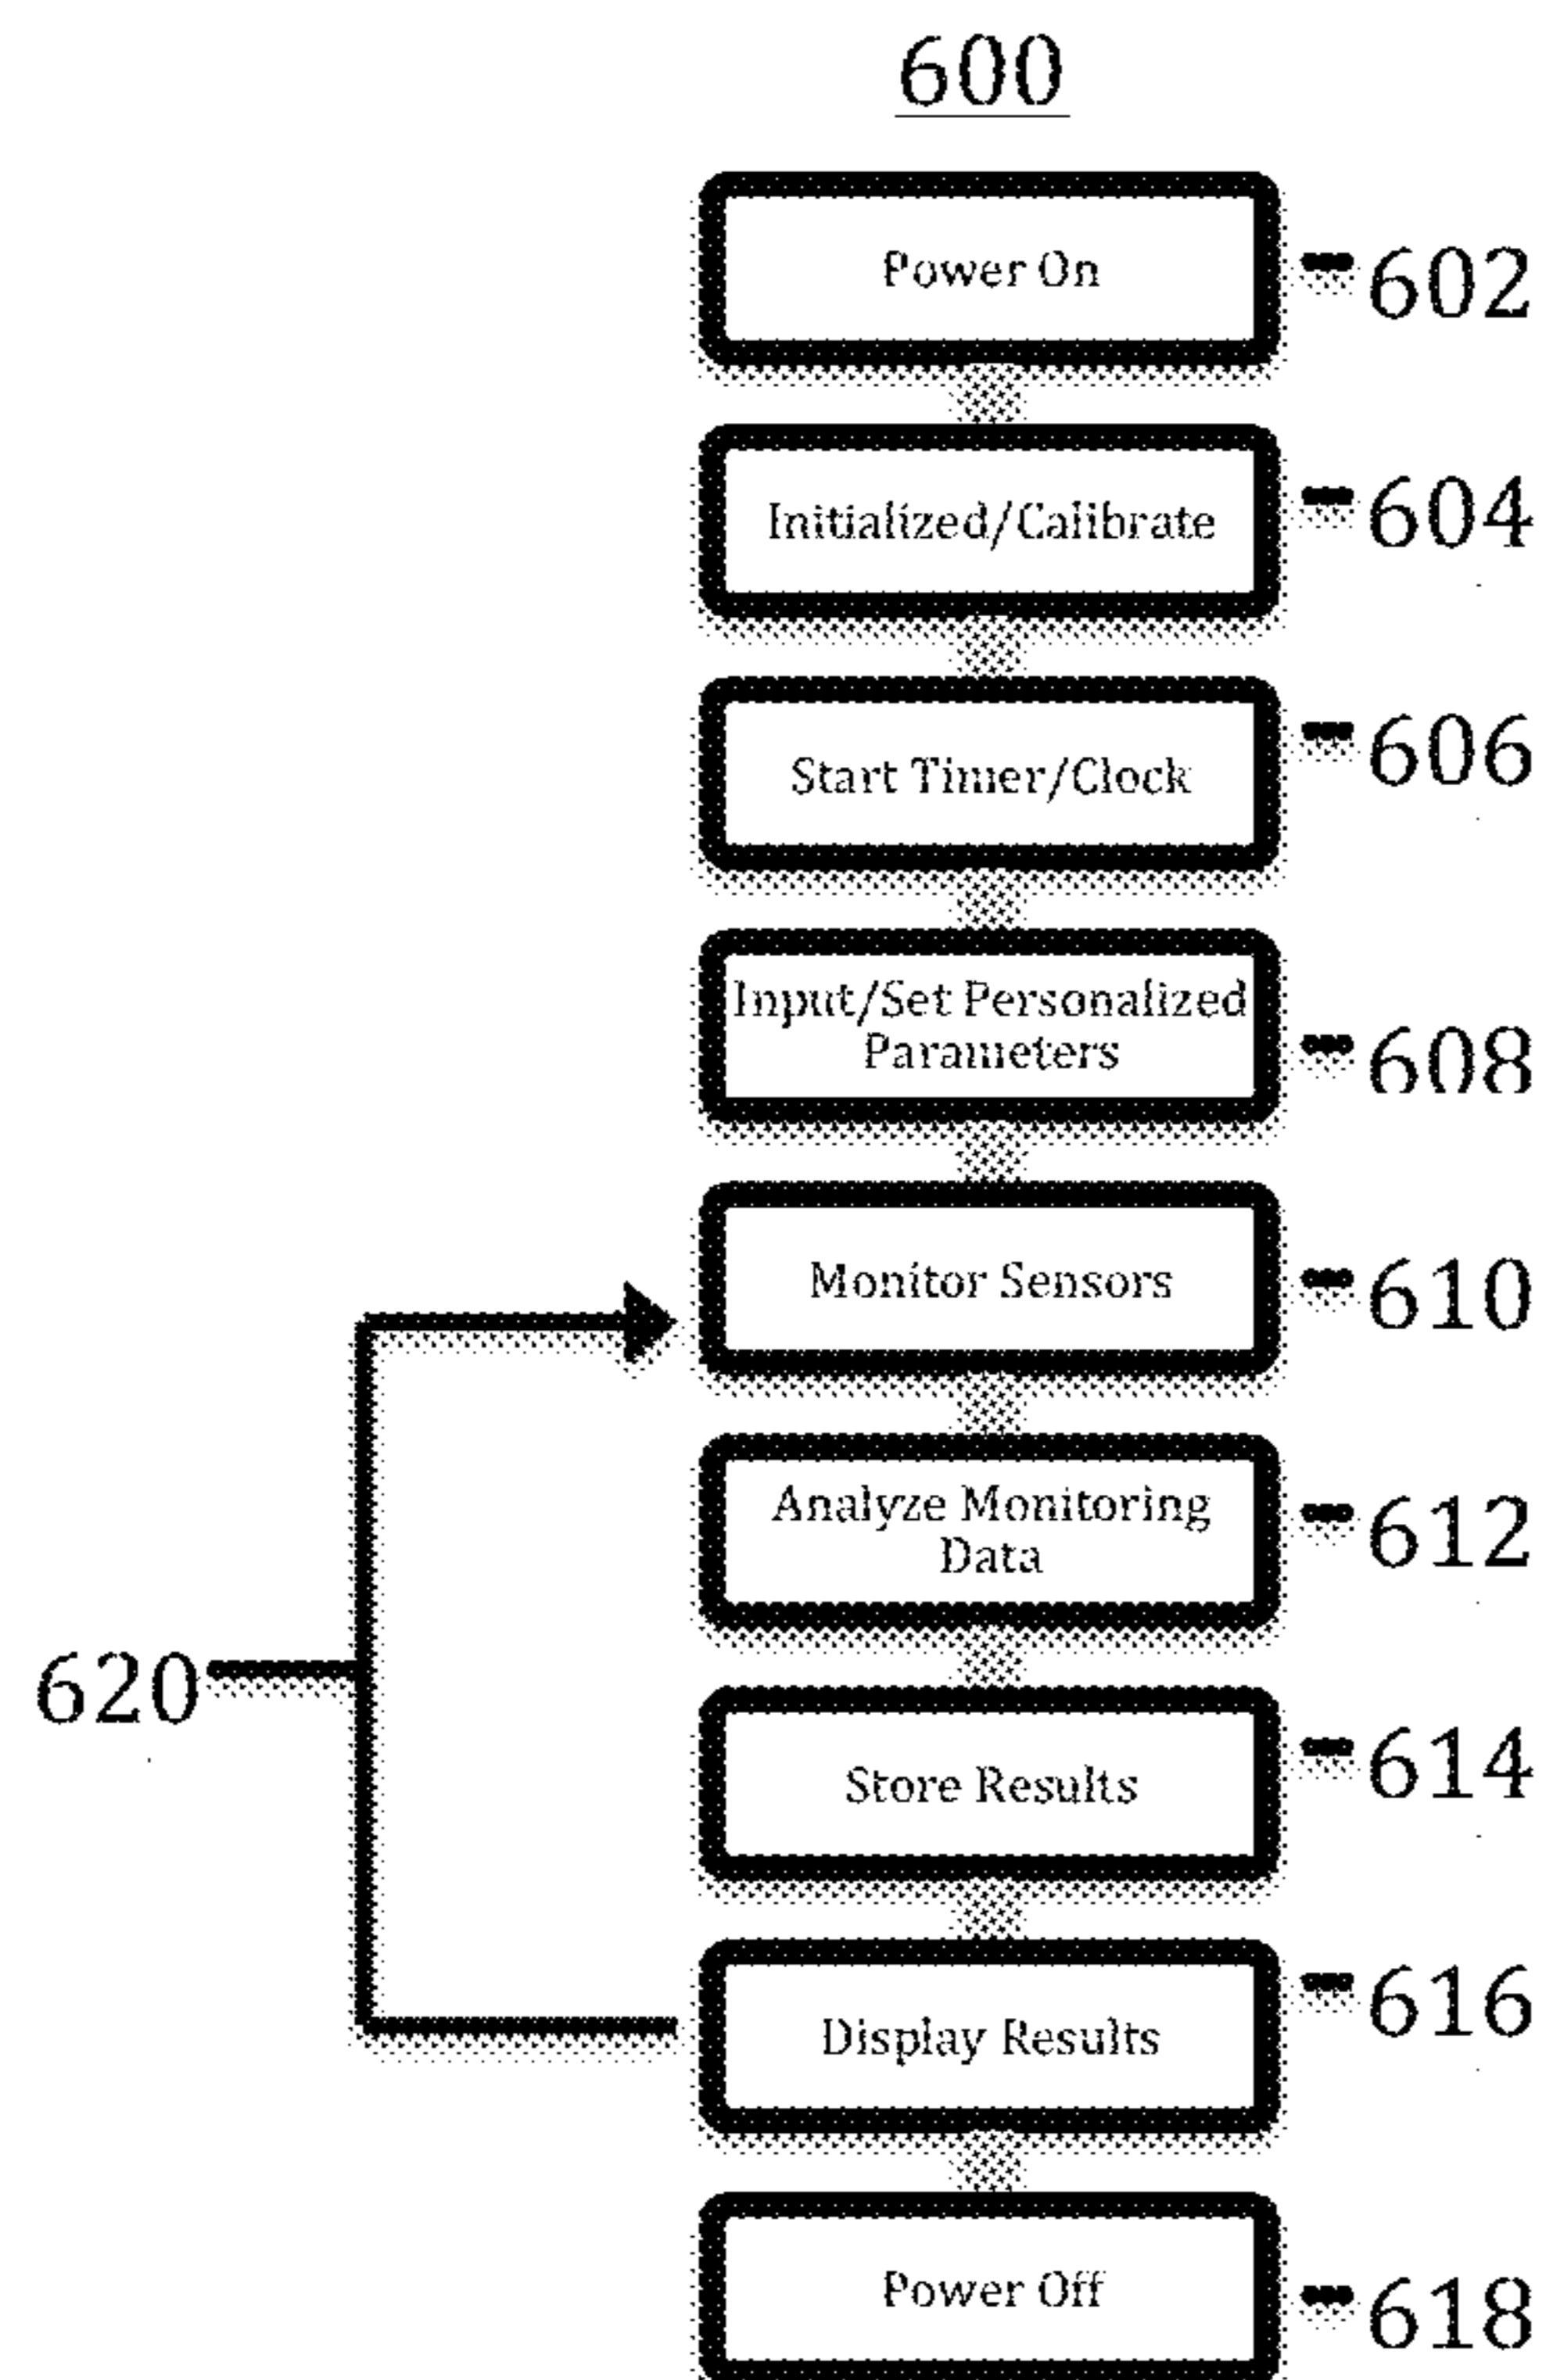 600
Power On
602
Initialized/Calibrate
604
Start Timer/Clock
606
Input/Set Personalized
Parameters
608
Monitor Sensors
610
Analyze Monitoring
Data
612
620
Store Results
614
Display Results
616
Power Off
618